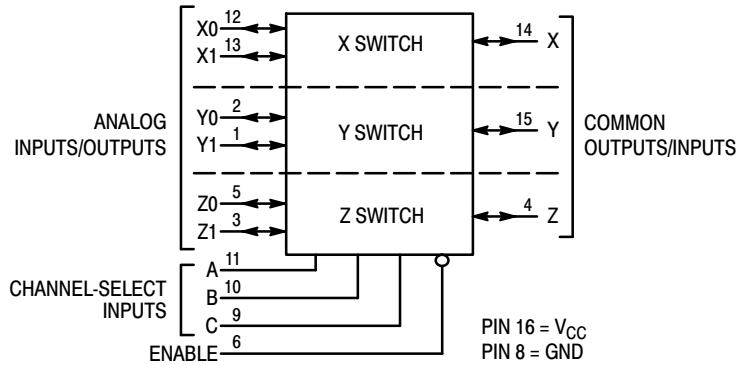 X0 12
X1 13
X SWITCH
14 X
ANALOG
INPUTS/OUTPUTS
Y0 2
Y1 1
Y SWITCH
15 Y
COMMON
OUTPUTS/INPUTS
Z0 5
Z1 3
Z SWITCH
4 Z
CHANNEL-SELECT
INPUTS
A 11
B 10
C 9
ENABLE 6
PIN 16 = VCC
PIN 8 = GND